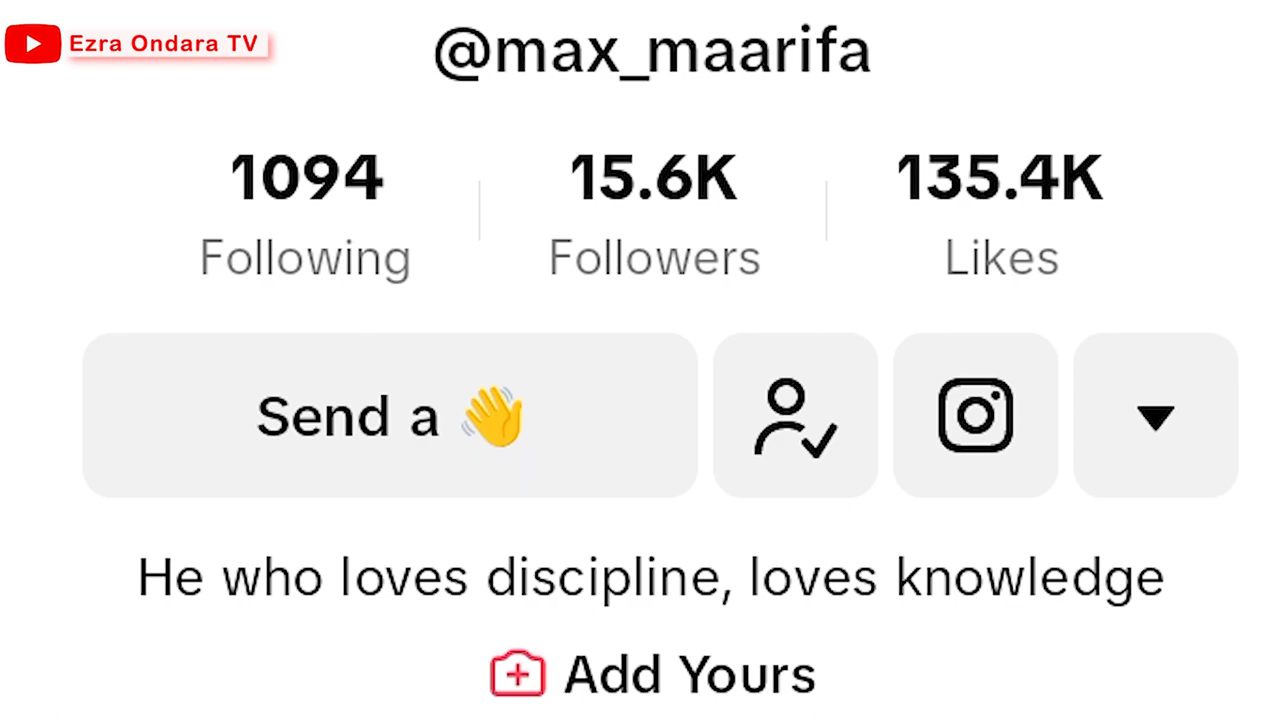 Ezra Ondara TV
@max_maarifa
1094 15.6K 135.4K
Following Followers Likes
Send a 👋
He who loves discipline, loves knowledge
Add Yours